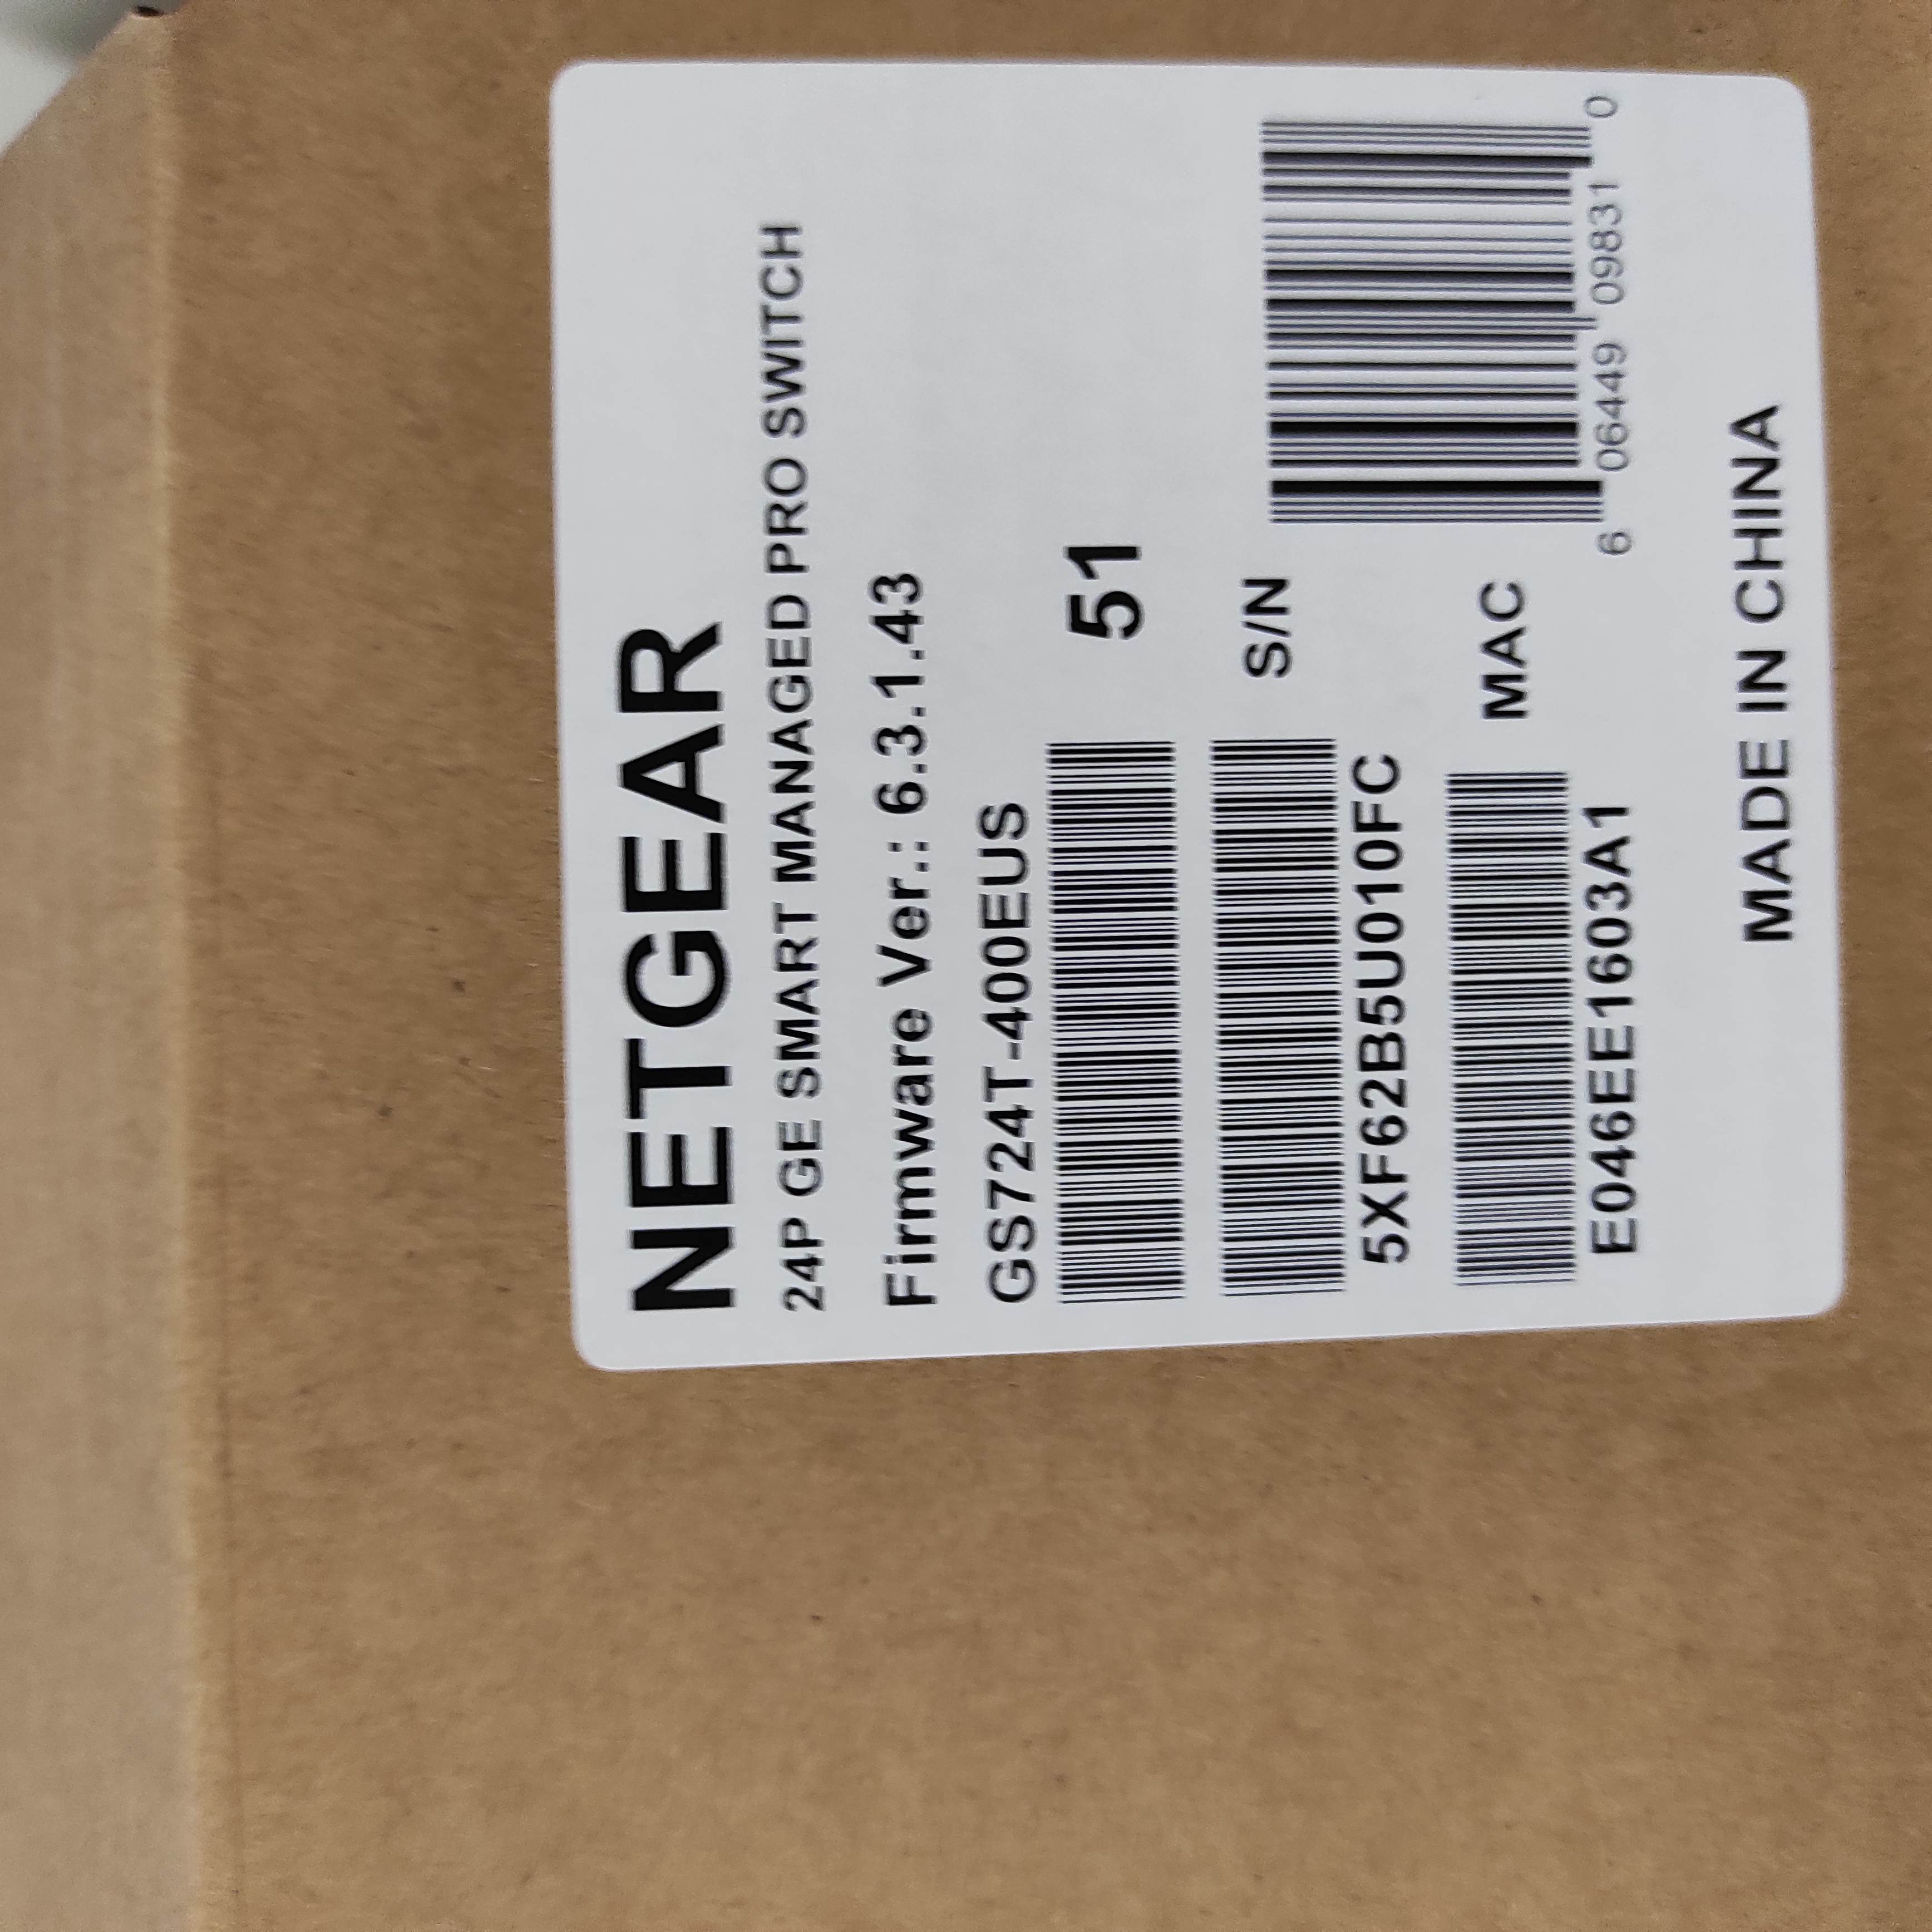 NETGEAR
24P GE SMART MANAGED PRO SWITCH
Firmware Ver.: 6.3.1.43
GS724T-400EUS
51
S/N
5XF62B5U010FC
MAC
E046EE1603A1
6 06449 09831 0
MADE IN CHINA